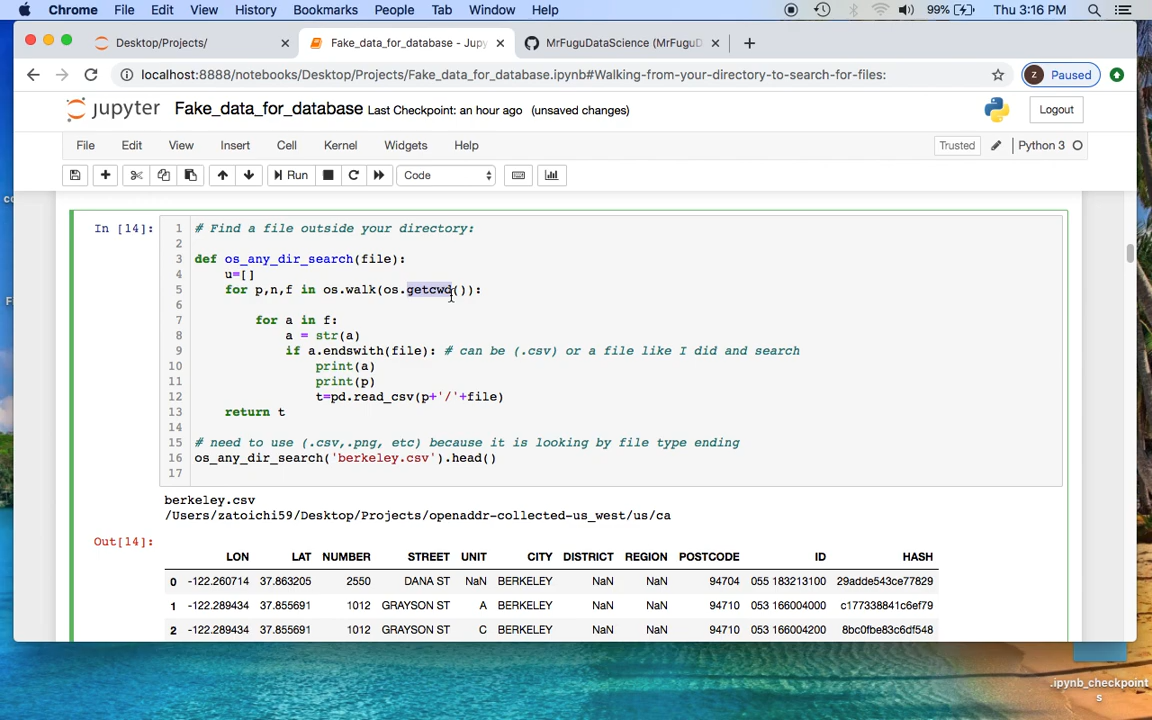 Chrome File Edit View History Bookmarks People Tab Window Help 99% Thu 3:16 PM
Desktop/Projects/ Fake_data_for_database - Jupy MrFuguDataScience (MrFuguD
localhost:8888/notebooks/Desktop/Projects/Fake_data_for_database.ipynb#Walking-from-your-directory-to-search-for-files: Z Paused
jupyter Fake_data_for_database Last Checkpoint: an hour ago (unsaved changes) Logout
File Edit View Insert Cell Kernel Widgets Help Trusted Python 3
Run Code
In [14]: 1 # Find a file outside your directory:
2
3 def os_any_dir_search(file):
4 u=[]
5 for p,n,f in os.walk(os.getcwd()):
6
7 for a in f:
8 a = str(a)
9 if a.endswith(file): # can be (.csv) or a file like I did and search
10 print(a)
11 print(p)
12 t=pd.read_csv(p+'/'+file)
13 return t
14
15 # need to use (.csv,.png, etc) because it is looking by file type ending
16 os_any_dir_search('berkeley.csv').head()
17
berkeley.csv
/Users/zatoichi59/Desktop/Projects/openaddr-collected-us_west/us/ca
Out[14]:
LON LAT NUMBER STREET UNIT CITY DISTRICT REGION POSTCODE ID HASH
0 -122.260714 37.863205 2550 DANA ST NaN BERKELEY NaN NaN 94704 055 183213100 29adde543ce77829
1 -122.289434 37.855691 1012 GRAYSON ST A BERKELEY NaN NaN 94710 053 166004000 c177338841c6ef79
2 -122.289434 37.855691 1012 GRAYSON ST C BERKELEY NaN NaN 94710 053 166004200 8bc0fbe83c6df548
.ipynb_checkpoint
s